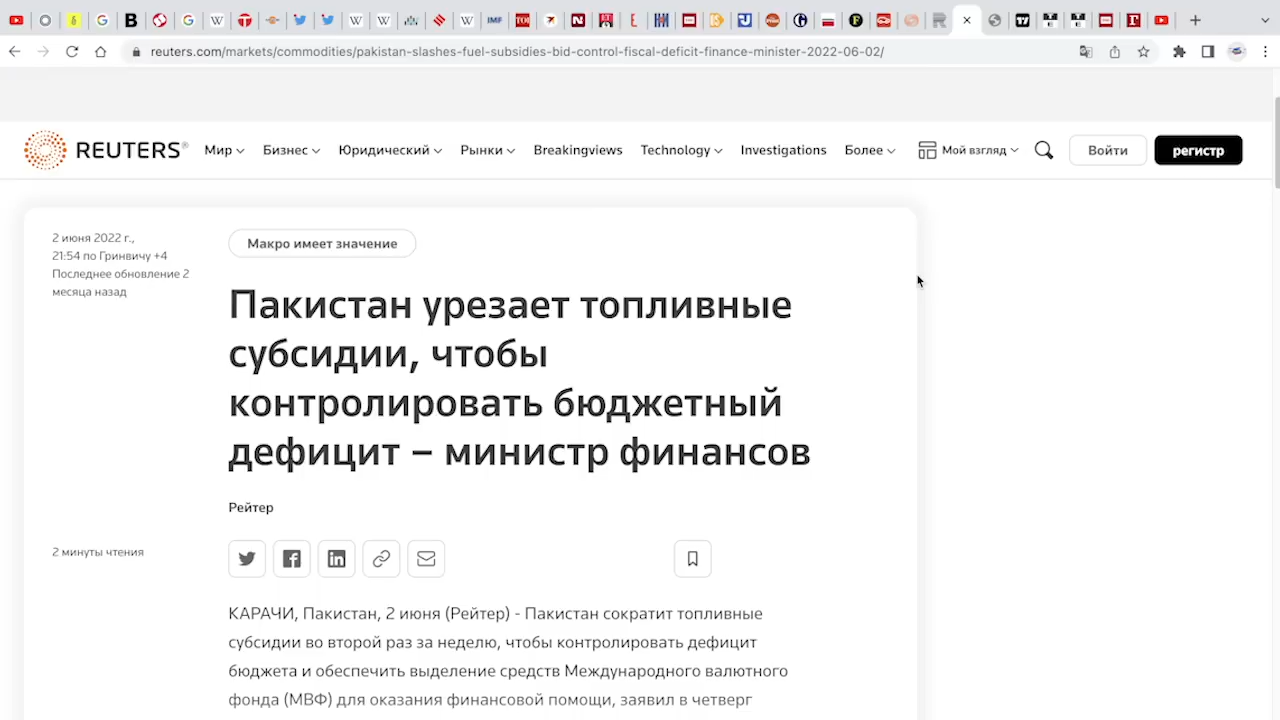 reuters.com/markets/commodities/pakistan-slashes-fuel-subsidies-bid-control-fiscal-deficit-finance-minister-2022-06-02/
REUTERS® Мир Бизнес Юридический Рынки Breakingviews Technology Investigations Более Мой взгляд Войти регистр
2 июня 2022 г.,
21:54 по Гринвичу +4
Последнее обновление 2
месяца назад
Макро имеет значение
Пакистан урезает топливные
субсидии, чтобы
контролировать бюджетный
дефицит – министр финансов
Рейтер
2 минуты чтения
КАРАЧИ, Пакистан, 2 июня (Рейтер) - Пакистан сократит топливные
субсидии во второй раз за неделю, чтобы контролировать дефицит
бюджета и обеспечить выделение средств Международного валютного
фонда (МВФ) для оказания финансовой помощи, заявил в четверг